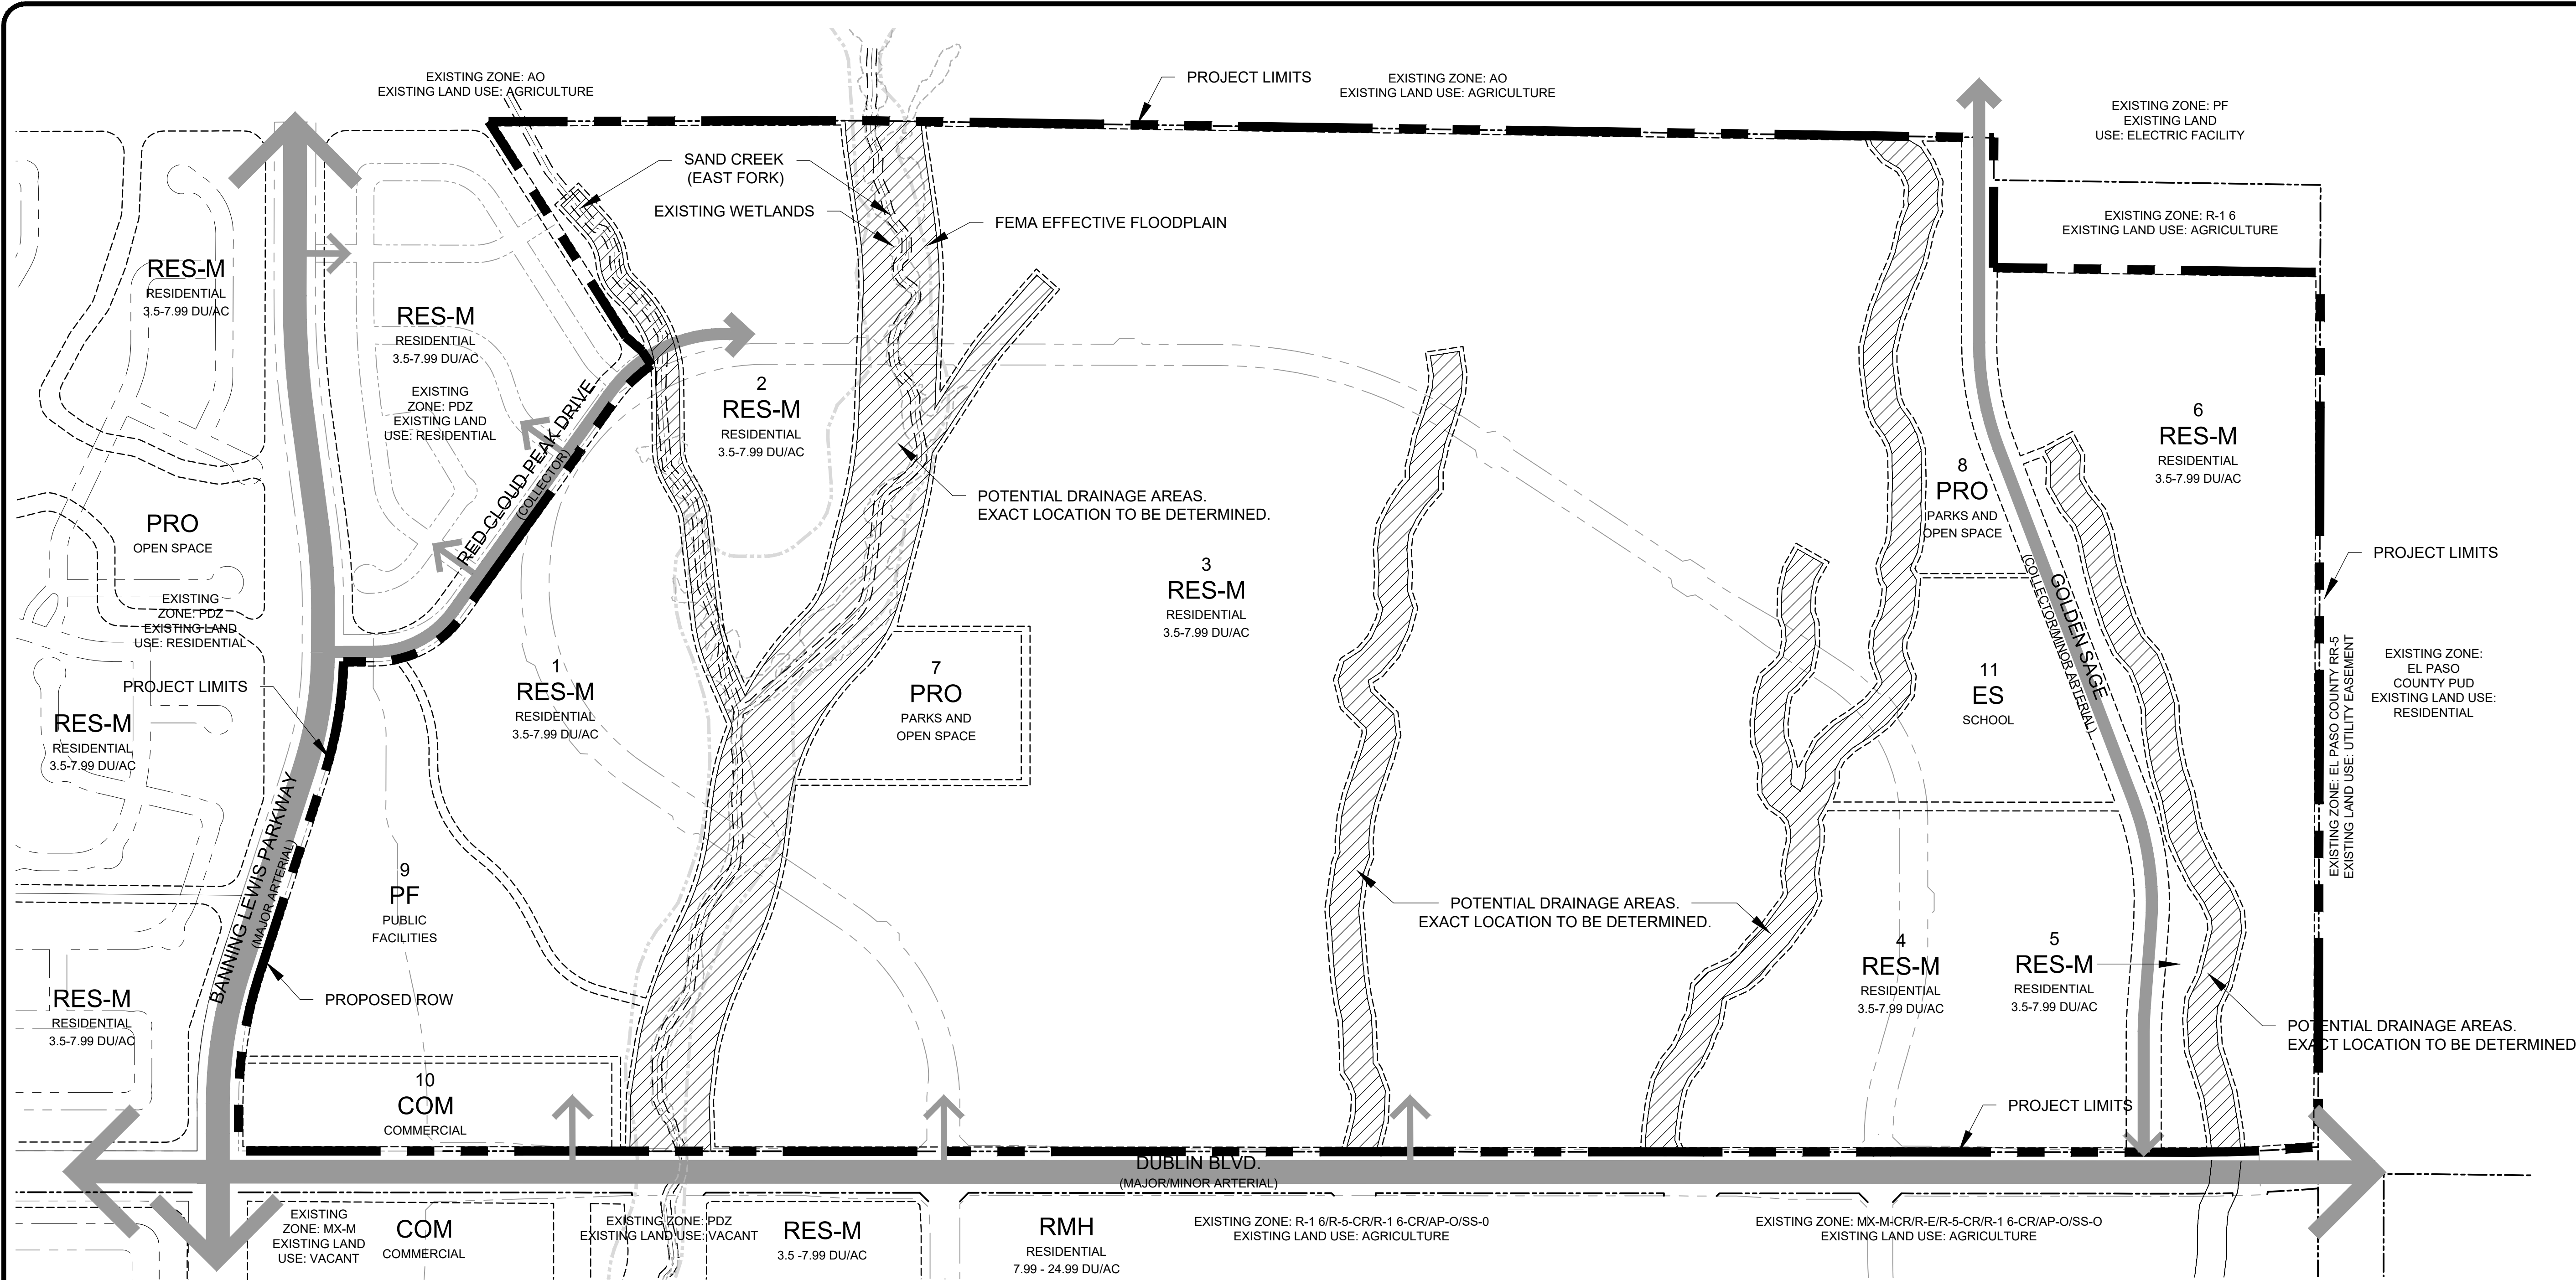 EXISTING ZONE: AO
EXISTING LAND USE: AGRICULTURE
PROJECT LIMITS
EXISTING ZONE: AO
EXISTING LAND USE: AGRICULTURE
EXISTING ZONE: PF
EXISTING LAND
USE: ELECTRIC FACILITY
SAND CREEK
(EAST FORK)
EXISTING WETLANDS
FEMA EFFECTIVE FLOODPLAIN
EXISTING ZONE: R-1 6
EXISTING LAND USE: AGRICULTURE
RES-M
RESIDENTIAL
3.5-7.99 DU/AC
RES-M
RESIDENTIAL
3.5-7.99 DU/AC
EXISTING
ZONE: PDZ
EXISTING LAND
USE: RESIDENTIAL
RED CLOUD PEAK DRIVE
(COLLECTOR)
2
RES-M
RESIDENTIAL
3.5-7.99 DU/AC
6
RES-M
RESIDENTIAL
3.5-7.99 DU/AC
POTENTIAL DRAINAGE AREAS.
EXACT LOCATION TO BE DETERMINED.
8
PRO
PARKS AND
OPEN SPACE
PRO
OPEN SPACE
EXISTING
ZONE: PDZ
EXISTING LAND
USE: RESIDENTIAL
3
RES-M
RESIDENTIAL
3.5-7.99 DU/AC
PROJECT LIMITS
GOLDEN SAGE
(COLLECTOR/MINOR ARTERIAL)
EXISTING ZONE: EL PASO COUNTY RR-5
EXISTING LAND USE: UTILITY EASEMENT
EXISTING ZONE:
EL PASO
COUNTY PUD
EXISTING LAND USE:
RESIDENTIAL
PROJECT LIMITS
1
RES-M
RESIDENTIAL
3.5-7.99 DU/AC
7
PRO
PARKS AND
OPEN SPACE
11
ES
SCHOOL
RES-M
RESIDENTIAL
3.5-7.99 DU/AC
BANNING LEWIS PARKWAY
(MAJOR ARTERIAL)
9
PF
PUBLIC
FACILITIES
POTENTIAL DRAINAGE AREAS.
EXACT LOCATION TO BE DETERMINED.
4
RES-M
RESIDENTIAL
3.5-7.99 DU/AC
5
RES-M
RESIDENTIAL
3.5-7.99 DU/AC
RES-M
RESIDENTIAL
3.5-7.99 DU/AC
PROPOSED ROW
POTENTIAL DRAINAGE AREAS.
EXACT LOCATION TO BE DETERMINED
10
COM
COMMERCIAL
PROJECT LIMITS
DUBLIN BLVD.
(MAJOR/MINOR ARTERIAL)
EXISTING
ZONE: MX-M
EXISTING LAND
USE: VACANT
COM
COMMERCIAL
EXISTING ZONE: PDZ
EXISTING LAND USE: VACANT
RES-M
3.5 -7.99 DU/AC
RMH
RESIDENTIAL
7.99 - 24.99 DU/AC
EXISTING ZONE: R-1 6/R-5-CR/R-1 6-CR/AP-O/SS-0
EXISTING LAND USE: AGRICULTURE
EXISTING ZONE: MX-M-CR/R-E/R-5-CR/R-1 6-CR/AP-O/SS-O
EXISTING LAND USE: AGRICULTURE